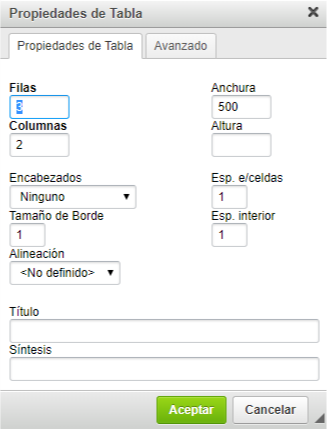 Propiedades de Tabla
Propiedades de Tabla Avanzado
Filas Anchura
3 500
Columnas Altura
2
Encabezados Esp. e/celdas
Ninguno 1
Tamaño de Borde Esp. interior
1 1
Alineación
<No definido>
Título
Síntesis
Aceptar Cancelar